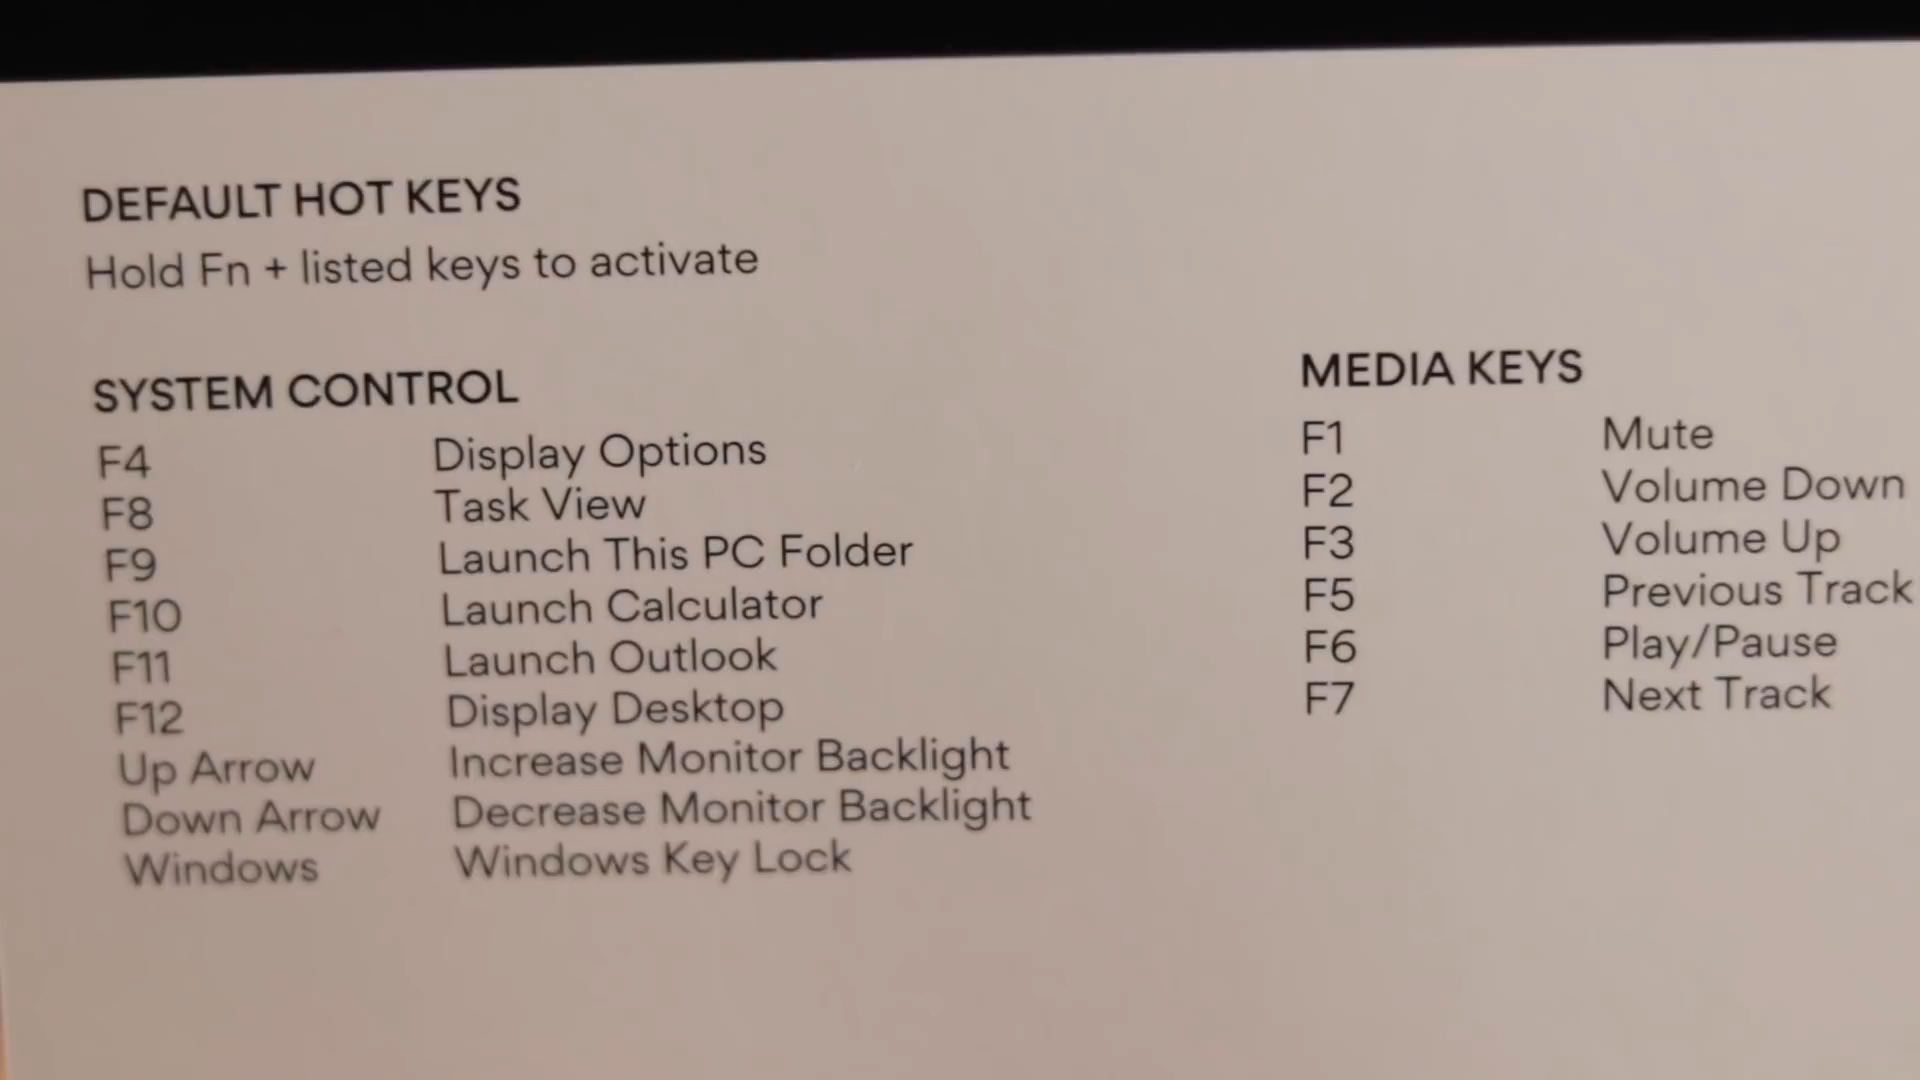 DEFAULT HOT KEYS
Hold Fn + listed keys to activate
SYSTEM CONTROL
F4 Display Options
F8 Task View
F9 Launch This PC Folder
F10 Launch Calculator
F11 Launch Outlook
F12 Display Desktop
Up Arrow Increase Monitor Backlight
Down Arrow Decrease Monitor Backlight
Windows Windows Key Lock
MEDIA KEYS
F1 Mute
F2 Volume Down
F3 Volume Up
F5 Previous Track
F6 Play/Pause
F7 Next Track